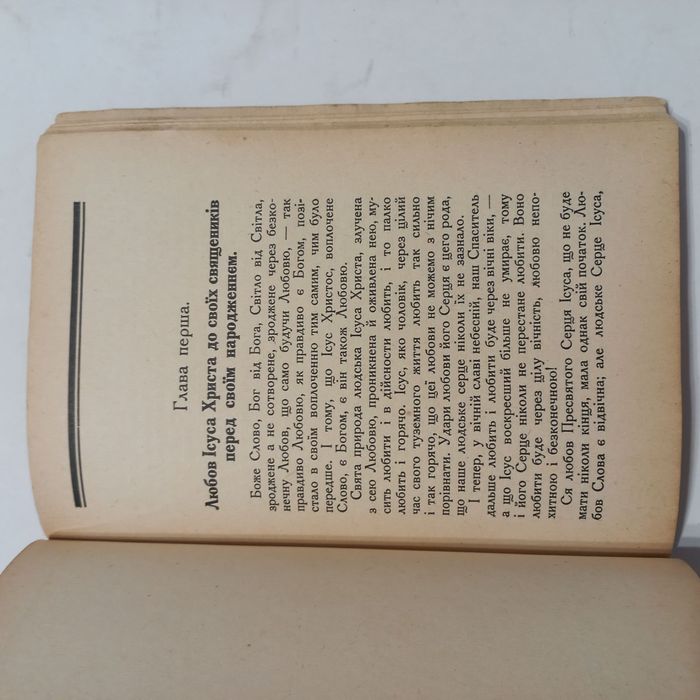 Глава перша.
Любов Ісуса Христа до своїх священиків
перед своїм народженнєм.
Боже Слово, Бог від Бога, Світло від Світла,
зроджене а не сотворене, зроджене через безко-
нечну Любов, що само будучи Любовю, — так
правдиво Любовю, як правдиво є Богом, позі-
стало в своїм воплоченню тим самим, чим було
передше. І тому, що Ісус Христос, воплочене
Слово, є Богом, є він також Любовю.
Свята природа людська Ісуса Христа, злучена
з сею Любовю, проникнена й оживлена нею, му-
сить любити і в дійсности любить, і то палко
любить і горячо. Ісус, яко чоловік, через цілий
час свого туземного життя любить так сильно
і так горячо, що цеї любови не можемо з нічим
порівнати. Удари любови його Серця є цего рода,
що наше людське серце ніколи їх не зазнало.
І тепер, у вічній славі небесній, наш Спаситель
дальше любить і любити буде через вічні віки, —
а що Ісус воскресший більше не умирає, тому
і його Серце ніколи не перестане любити. Воно
любити буде через цілу вічність, любовю непо-
хитною і безконечною!
Ся любов Пресвятого Серця Ісуса, що не буде
мати ніколи кінця, мала однак свій початок. Лю-
бов Слова є відвічна; але людське Серце Ісуса,